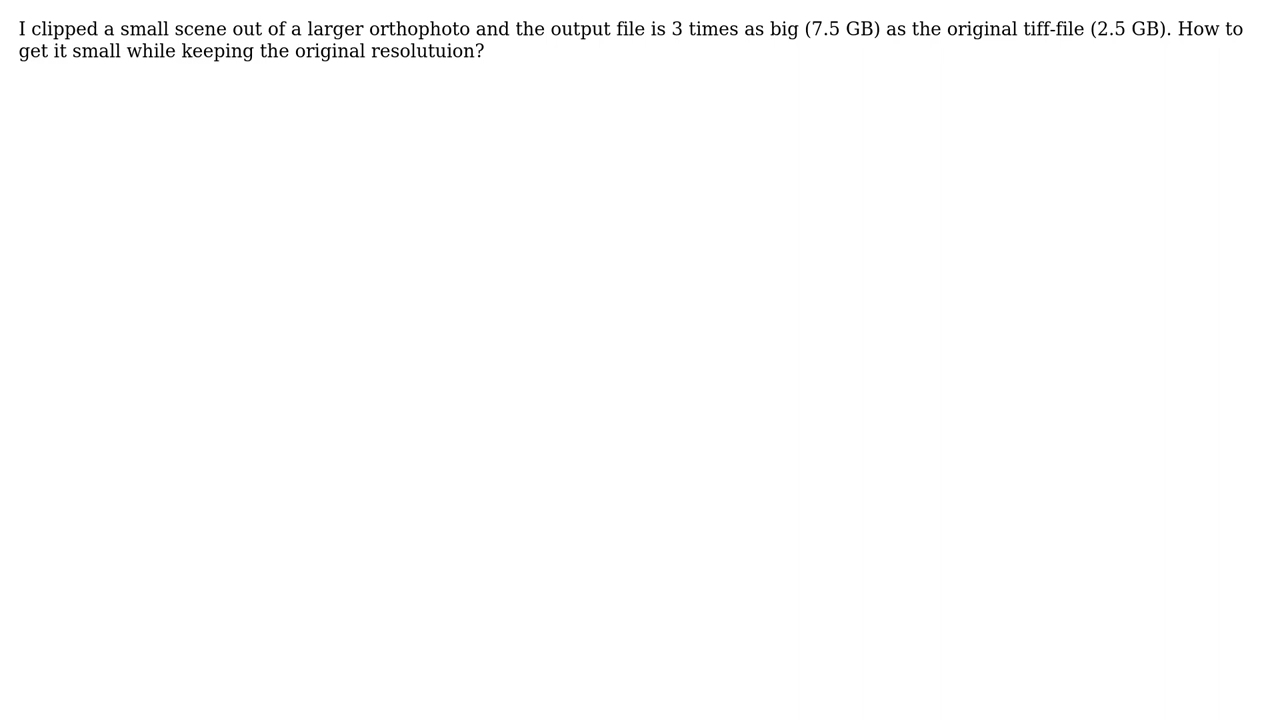 I clipped a small scene out of a larger orthophoto and the output file is 3 times as big (7.5 GB) as the original tiff-file (2.5 GB). How to
get it small while keeping the original resolutuion?